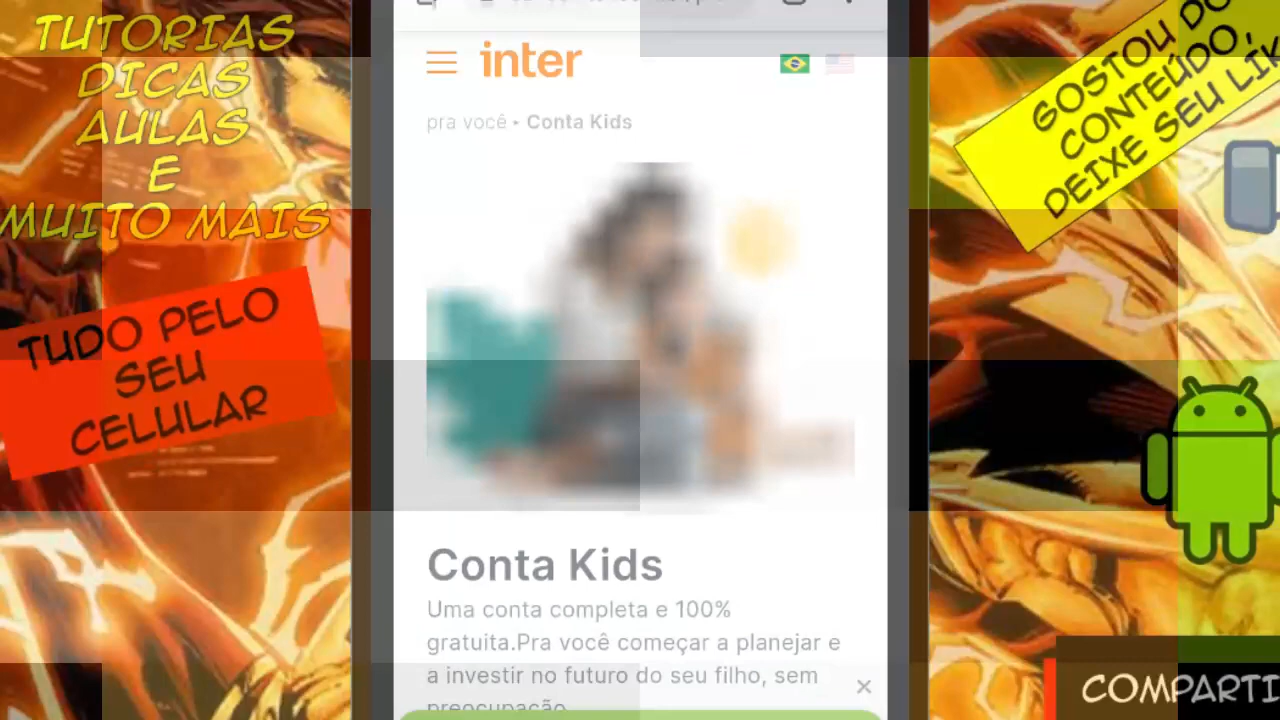 TUTORIAS
DICAS
AULAS
E
MUITO MAIS
TUDO PELO
SEU
CELULAR
inter
pra você ▸ Conta Kids
Conta Kids
Uma conta completa e 100%
gratuita.Pra você começar a planejar e
a investir no futuro do seu filho, sem
preocupação
GOSTOU DO
CONTEÚDO,
DEIXE SEU LIK
COMPARTI